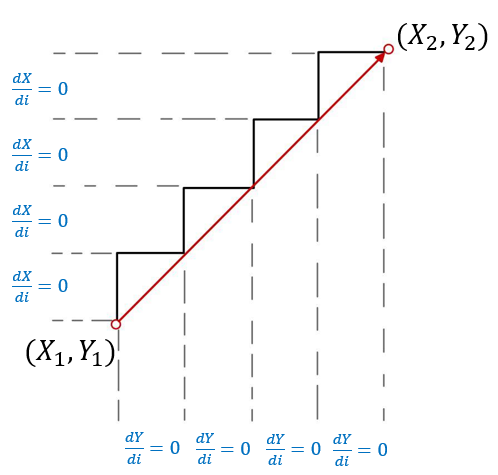 (X₂, Y₂)
dX/di = 0
dX/di = 0
dX/di = 0
dX/di = 0
(X₁, Y₁)
dY/di = 0 dY/di = 0 dY/di = 0 dY/di = 0